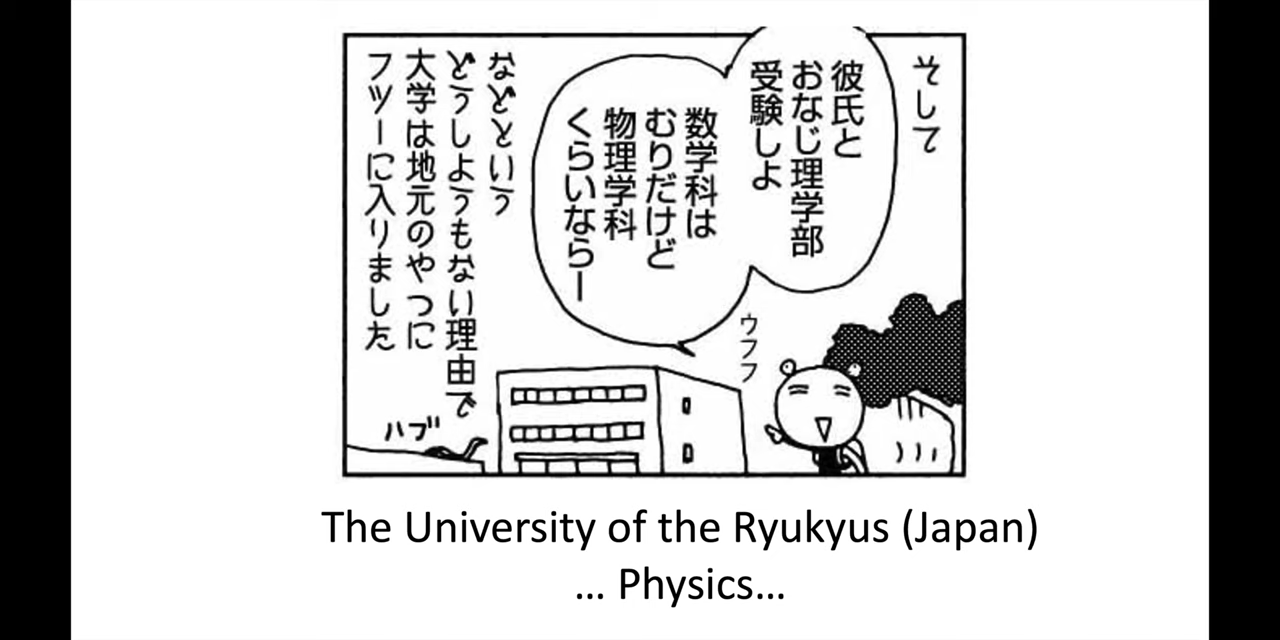 そして
彼氏と
おなじ理学部
受験しよ
数学科は
むりだけど
物理学科
くらいならー
ウフフ
などという
どうしようもない理由で
大学は地元のやつに
フツーに入りました
ハブ
The University of the Ryukyus (Japan)
... Physics...